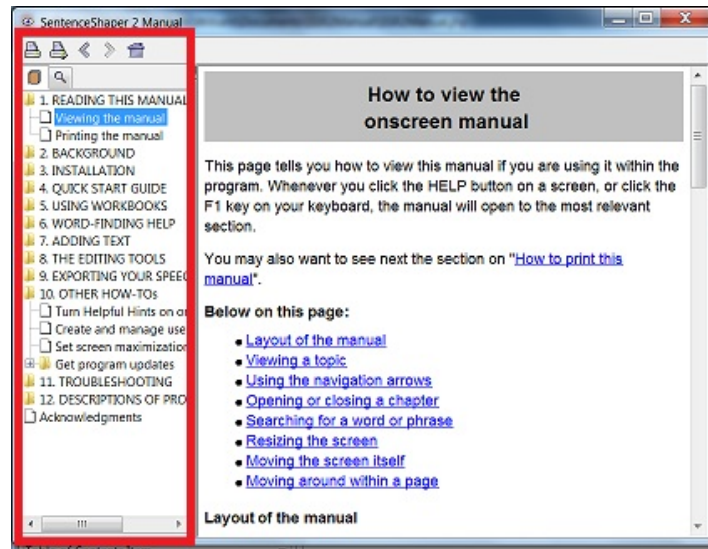 SentenceShaper 2 Manual
1. READING THIS MANUAL
Viewing the manual
Printing the manual
2. BACKGROUND
3. INSTALLATION
4. QUICK START GUIDE
5. USING WORKBOOKS
6. WORD-FINDING HELP
7. ADDING TEXT
8. THE EDITING TOOLS
9. EXPORTING YOUR SPEEC
10. OTHER HOW-TOs
Turn Helpful Hints on or
Create and manage use
Set screen maximization
Get program updates
11. TROUBLESHOOTING
12. DESCRIPTIONS OF PRO
Acknowledgments
How to view the
onscreen manual
This page tells you how to view this manual if you are using it within the
program. Whenever you click the HELP button on a screen, or click the
F1 key on your keyboard, the manual will open to the most relevant
section.
You may also want to see next the section on "How to print this
manual".
Below on this page:
Layout of the manual
Viewing a topic
Using the navigation arrows
Opening or closing a chapter
Searching for a word or phrase
Resizing the screen
Moving the screen itself
Moving around within a page
Layout of the manual